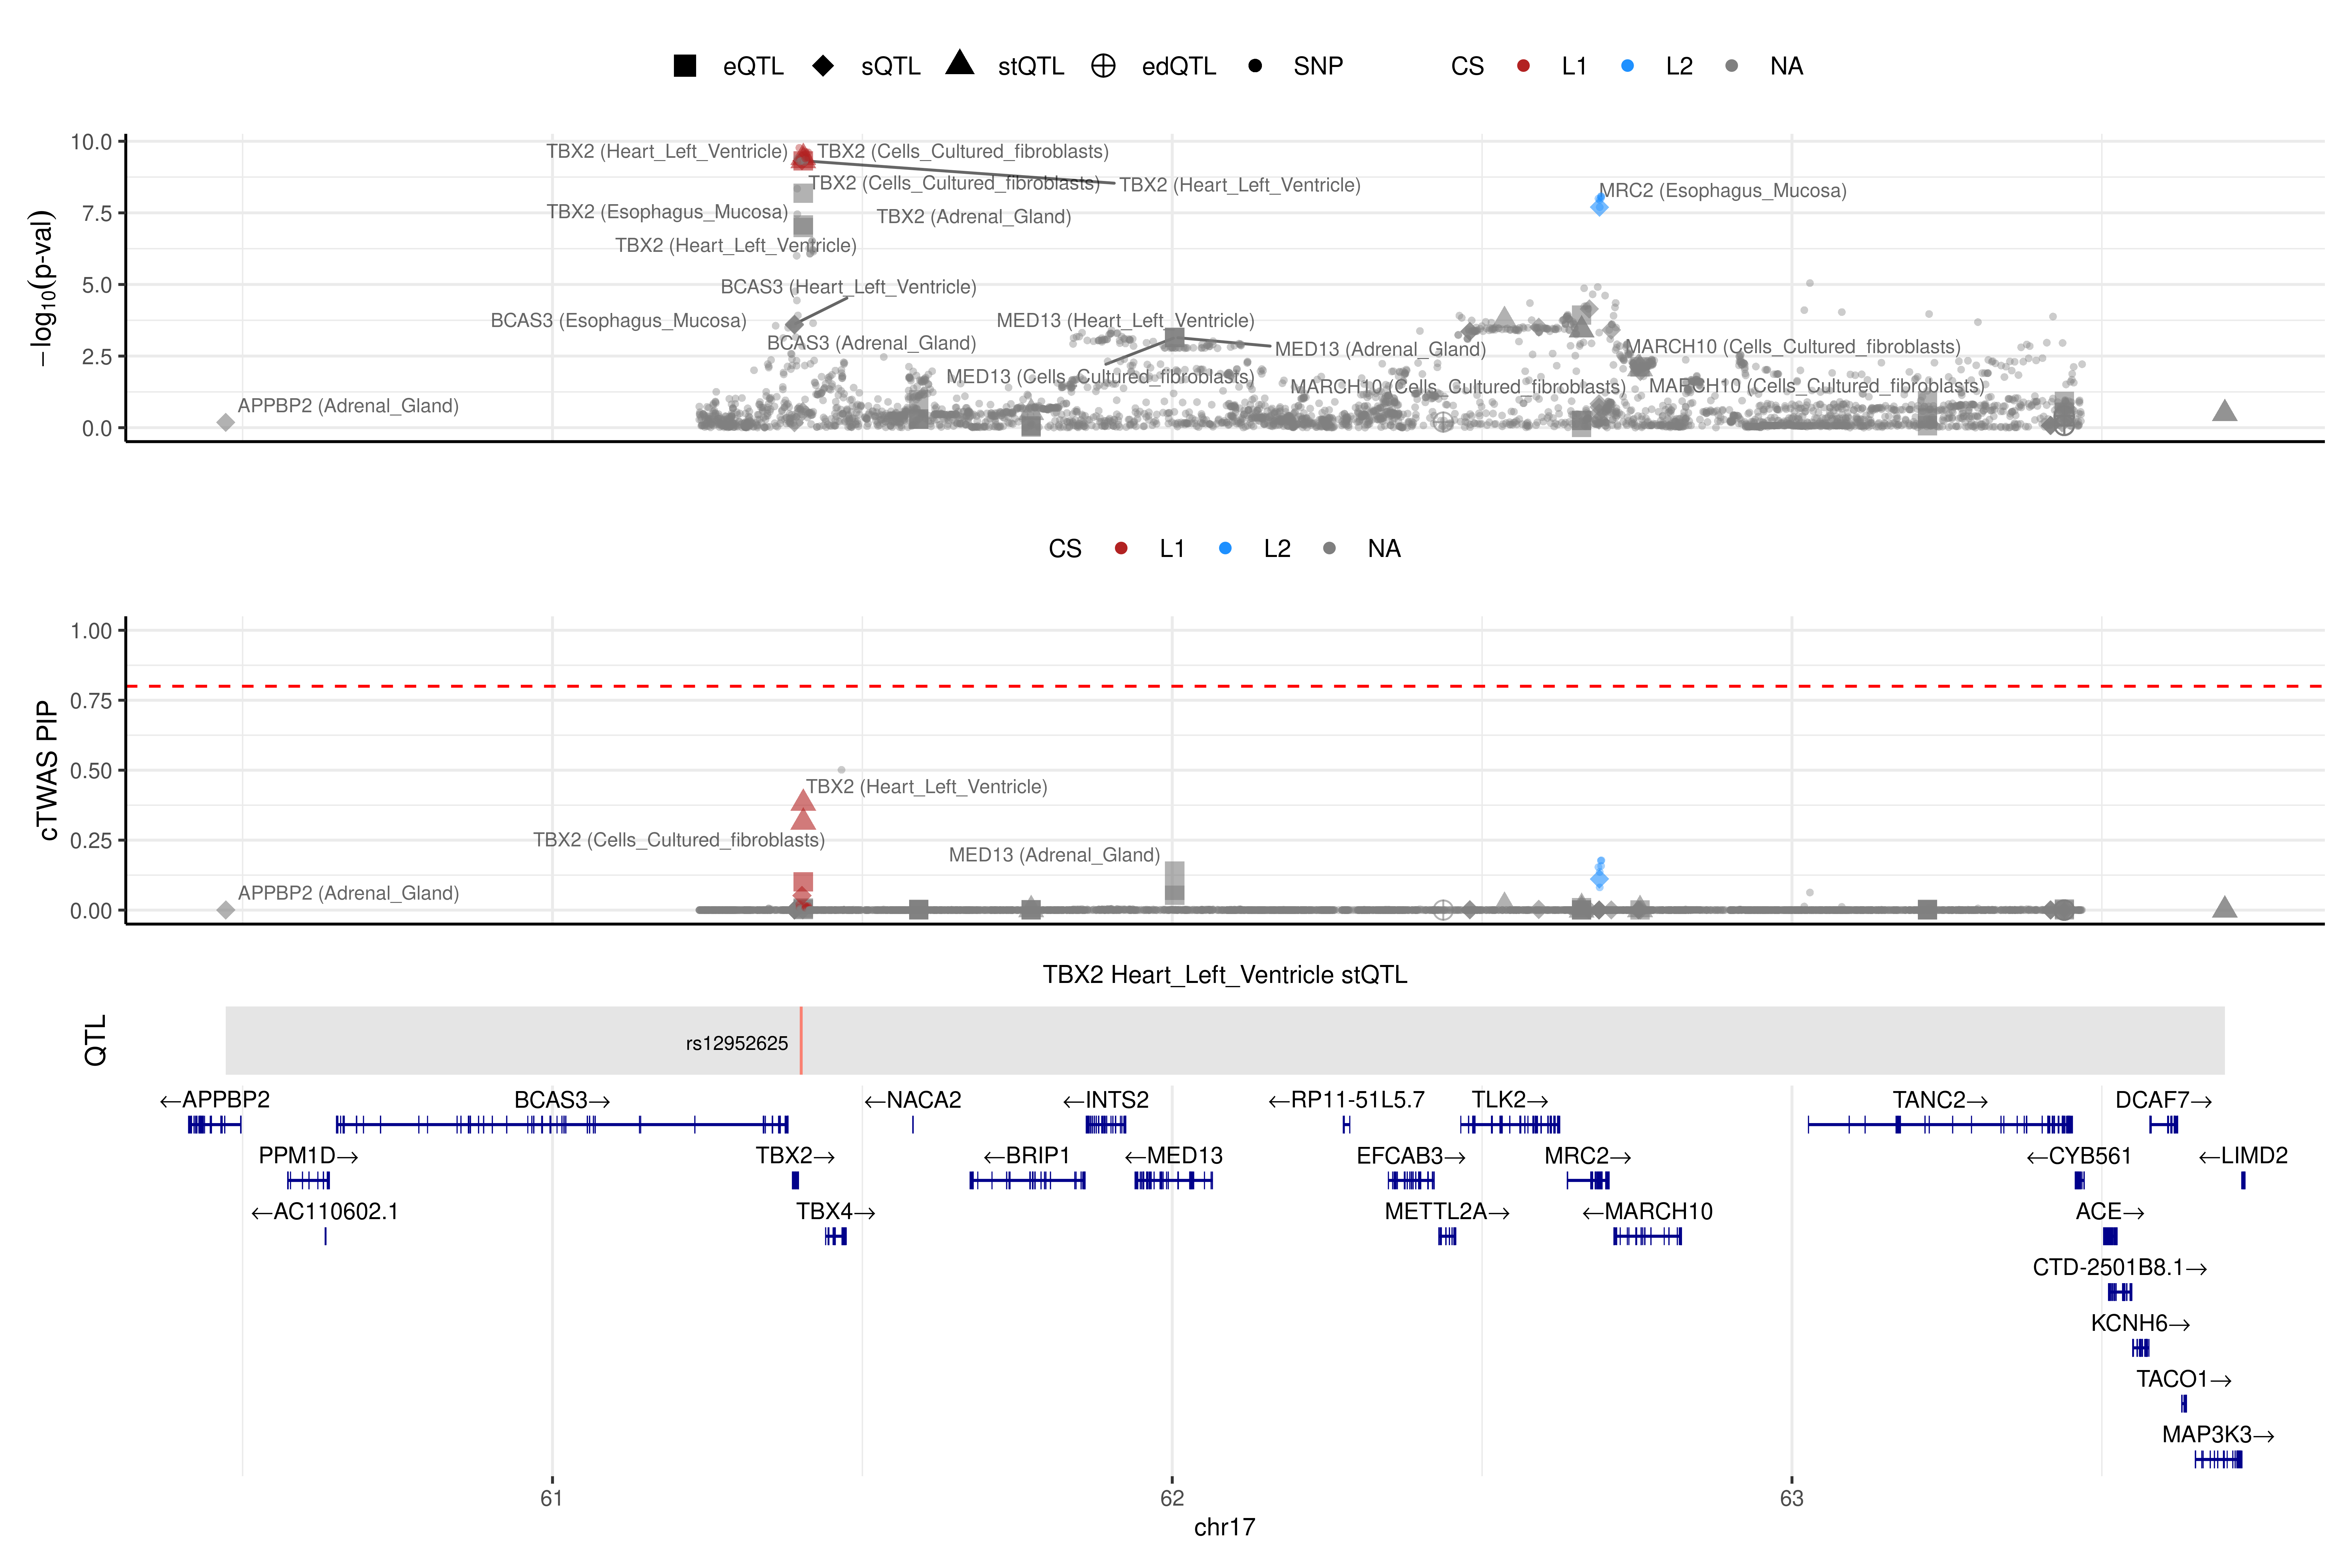 eQTL sQTL stQTL edQTL SNP CS L1 L2 NA
−log10(p-val)
10.0
7.5
5.0
2.5
0.0
TBX2 (Heart_Left_Ventricle)
TBX2 (Cells_Cultured_fibroblasts)
TBX2 (Cells_Cultured_fibroblasts)
TBX2 (Heart_Left_Ventricle)
MRC2 (Esophagus_Mucosa)
TBX2 (Esophagus_Mucosa)
TBX2 (Adrenal_Gland)
TBX2 (Heart_Left_Ventricle)
BCAS3 (Heart_Left_Ventricle)
BCAS3 (Esophagus_Mucosa)
MED13 (Heart_Left_Ventricle)
BCAS3 (Adrenal_Gland)
MED13 (Adrenal_Gland)
MARCH10 (Cells_Cultured_fibroblasts)
MED13 (Cells_Cultured_fibroblasts)
MARCH10 (Cells_Cultured_fibroblasts)
MARCH10 (Cells_Cultured_fibroblasts)
APPBP2 (Adrenal_Gland)
CS L1 L2 NA
cTWAS PIP
1.00
0.75
0.50
0.25
0.00
TBX2 (Heart_Left_Ventricle)
TBX2 (Cells_Cultured_fibroblasts)
MED13 (Adrenal_Gland)
APPBP2 (Adrenal_Gland)
TBX2 Heart_Left_Ventricle stQTL
QTL
rs12952625
←APPBP2 BCAS3→ ←NACA2 ←INTS2 ←RP11-51L5.7 TLK2→ TANC2→ DCAF7→
PPM1D→ TBX2→ ←BRIP1 ←MED13 EFCAB3→ MRC2→ ←CYB561 ←LIMD2
←AC110602.1 TBX4→ METTL2A→ ←MARCH10 ACE→
CTD-2501B8.1→
KCNH6→
TACO1→
MAP3K3→
61 62 63
chr17